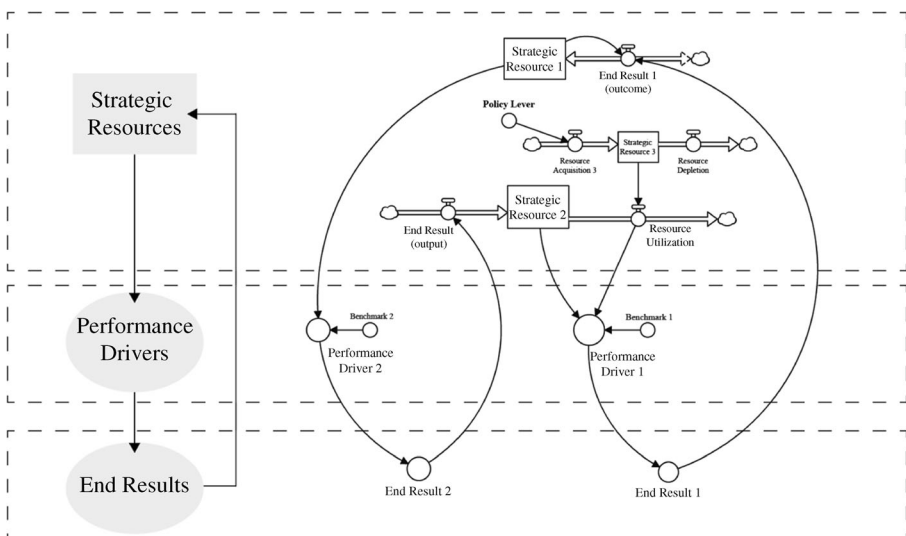 Strategic
Resources
Performance
Drivers
End Results
Strategic
Resource 1
End Result 1
(outcome)
Policy Lever
Resource
Acquisition 3
Strategic
Resource 3
Resource
Depletion
Strategic
Resource 2
End Result
(output)
Resource
Utilization
Benchmark 2
Performance
Driver 2
Benchmark 1
Performance
Driver 1
End Result 2
End Result 1